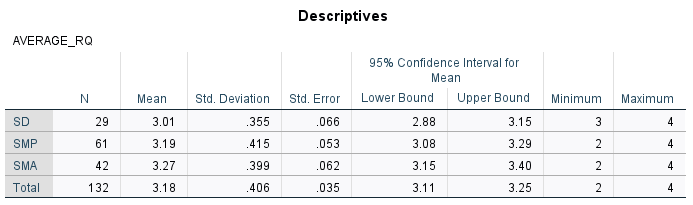 Descriptives
AVERAGE_RQ
95% Confidence Interval for
Mean
N Mean Std. Deviation Std. Error Lower Bound Upper Bound Minimum Maximum
SD 29 3.01 .355 .066 2.88 3.15 3 4
SMP 61 3.19 .415 .053 3.08 3.29 2 4
SMA 42 3.27 .399 .062 3.15 3.40 2 4
Total 132 3.18 .406 .035 3.11 3.25 2 4